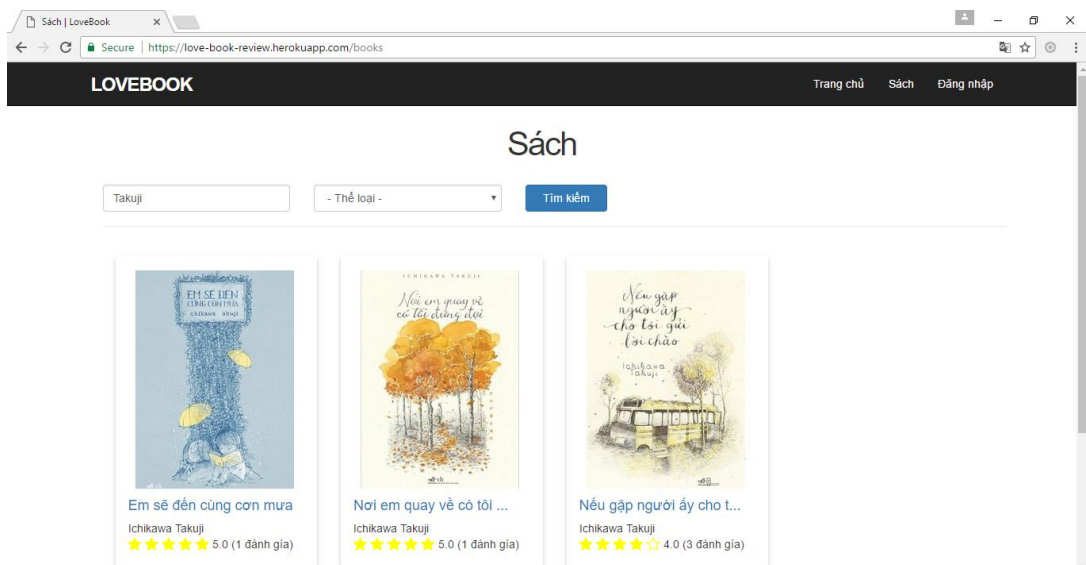 Sách | LoveBook
Secure | https://love-book-review.herokuapp.com/books
LOVEBOOK
Trang chủ Sách Đăng nhập
Sách
Takuji
- Thể loại -
Tìm kiếm
EM SẼ ĐẾN
CÙNG CƠN MƯA
ICHIKAWA TAKUJI
Nơi em quay về
có tôi đứng đợi
Nếu gặp
người ấy
cho tôi gửi
lời chào
Ichikawa
Takuji
Em sẽ đến cùng cơn mưa
Ichikawa Takuji
5.0 (1 đánh gía)
Nơi em quay về có tôi ...
Ichikawa Takuji
5.0 (1 đánh gía)
Nếu gặp người ấy cho t...
Ichikawa Takuji
4.0 (3 đánh gía)